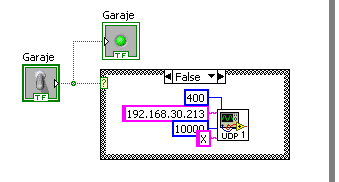 Garaje
Garaje
TF
TF
?
False
400
192.168.30.213
10000
X
UDP 1